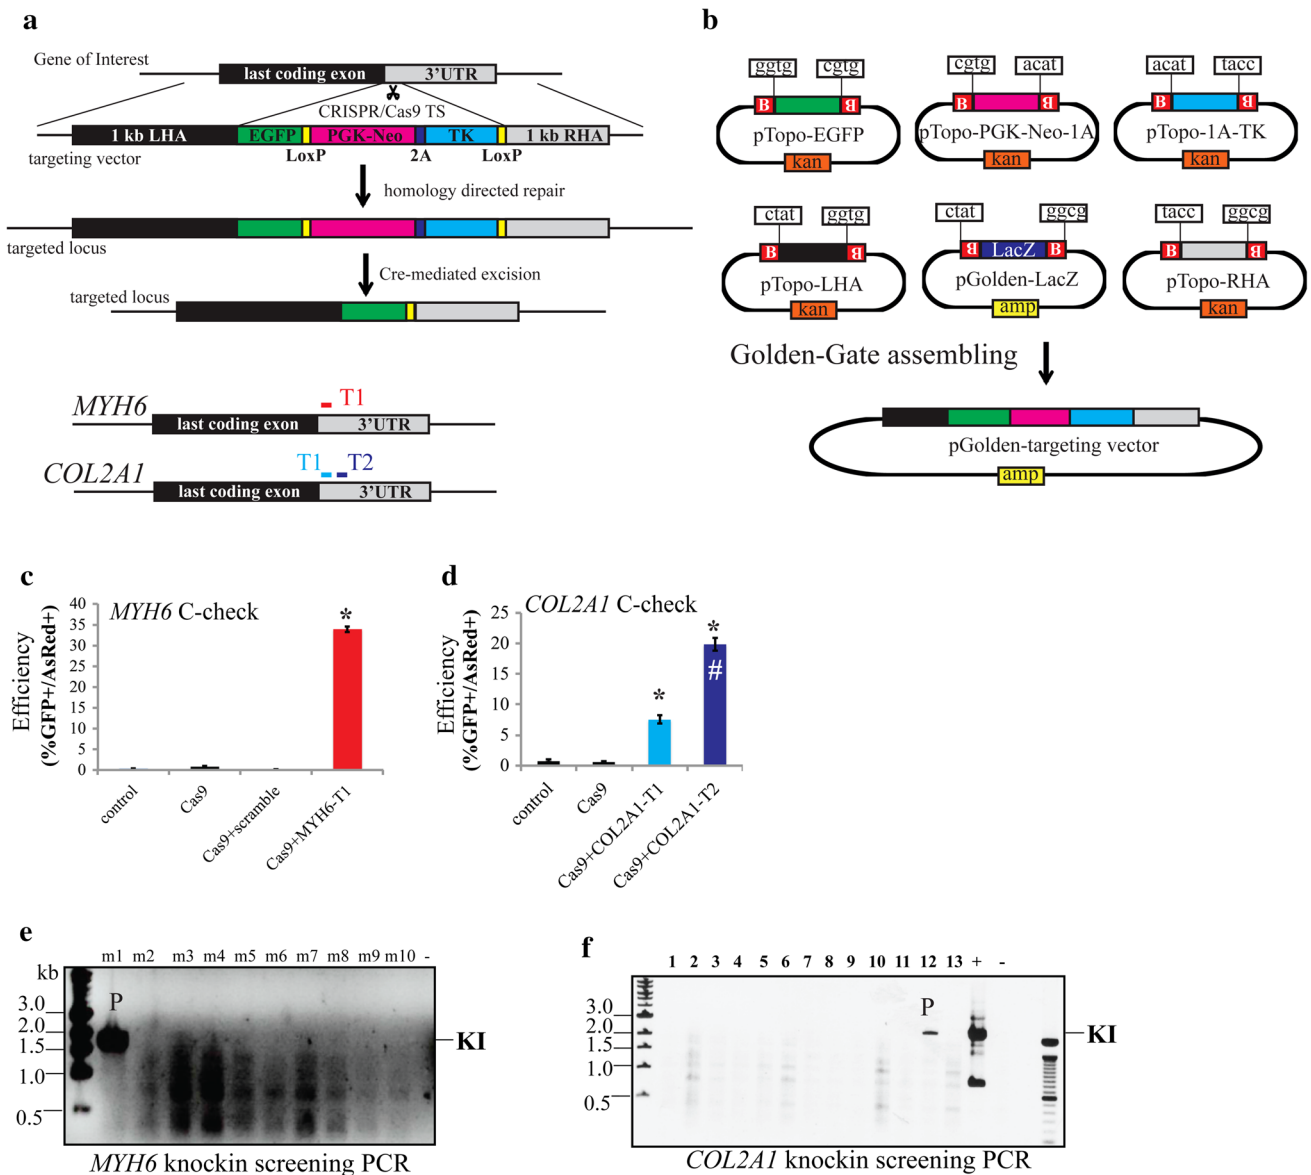 a
Gene of Interest
last coding exon
3'UTR
CRISPR/Cas9 TS
1 kb LHA
EGFP
PGK-Neo
TK
1 kb RHA
targeting vector
LoxP
2A
LoxP
homology directed repair
targeted locus
Cre-mediated excision
targeted locus
MYH6
T1
last coding exon
3'UTR
COL2A1
T1
T2
last coding exon
3'UTR
b
ggtg
cgtg
B
B
pTopo-EGFP
kan
cgtg
acat
B
B
pTopo-PGK-Neo-1A
kan
acat
tacc
B
B
pTopo-1A-TK
kan
ctat
ggtg
B
B
pTopo-LHA
kan
ctat
ggcg
B
LacZ
B
pGolden-LacZ
amp
tacc
ggcg
B
B
pTopo-RHA
kan
Golden-Gate assembling
pGolden-targeting vector
amp
c
MYH6 C-check
Efficiency
(%GFP+/AsRed+)
40
35
30
25
20
15
10
5
0
*
control
Cas9
Cas9+scramble
Cas9+MYH6-T1
d
COL2A1 C-check
Efficiency
(%GFP+/AsRed+)
25
20
15
10
5
0
*
*
#
control
Cas9
Cas9+COL2A1-T1
Cas9+COL2A1-T2
e
m1 m2 m3 m4 m5 m6 m7 m8 m9 m10 -
kb
3.0
2.0
1.5
1.0
0.5
P
KI
MYH6 knockin screening PCR
f
1 2 3 4 5 6 7 8 9 10 11 12 13 + -
3.0
2.0
1.5
1.0
0.5
P
KI
COL2A1 knockin screening PCR